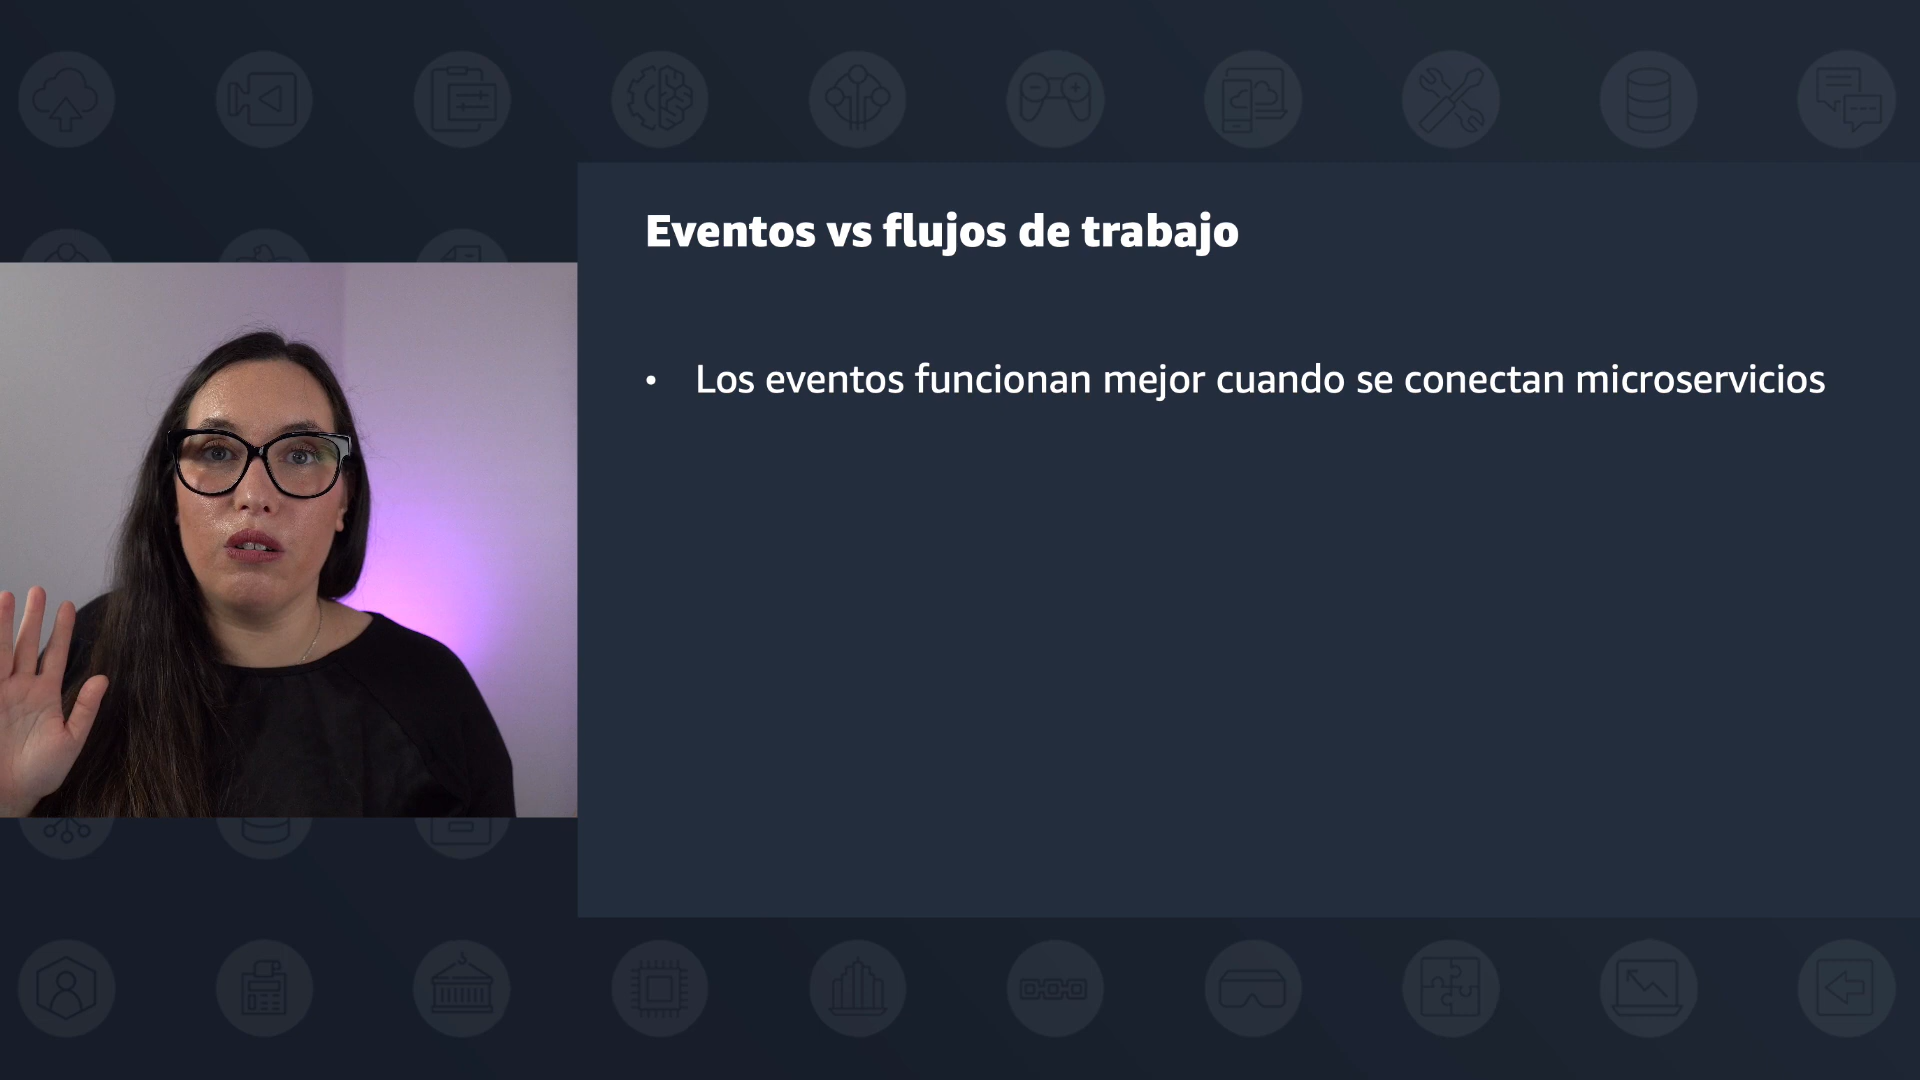 Eventos vs flujos de trabajo
• Los eventos funcionan mejor cuando se conectan microservicios